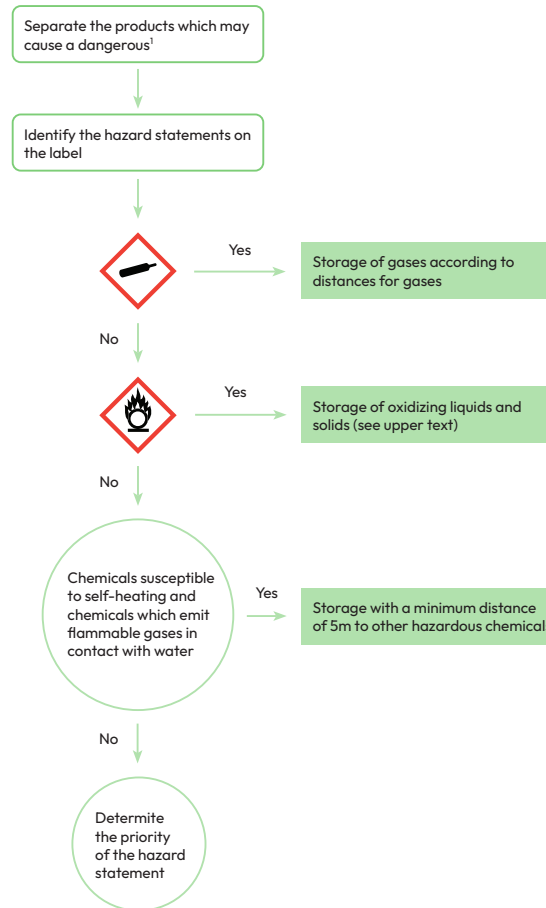 Separate the products which may
cause a dangerous¹
Identify the hazard statements on
the label
Yes
Storage of gases according to
distances for gases
No
Yes
Storage of oxidizing liquids and
solids (see upper text)
No
Chemicals susceptible
to self-heating and
chemicals which emit
flammable gases in
contact with water
Yes
Storage with a minimum distance
of 5m to other hazardous chemical
No
Determite
the priority
of the hazard
statement